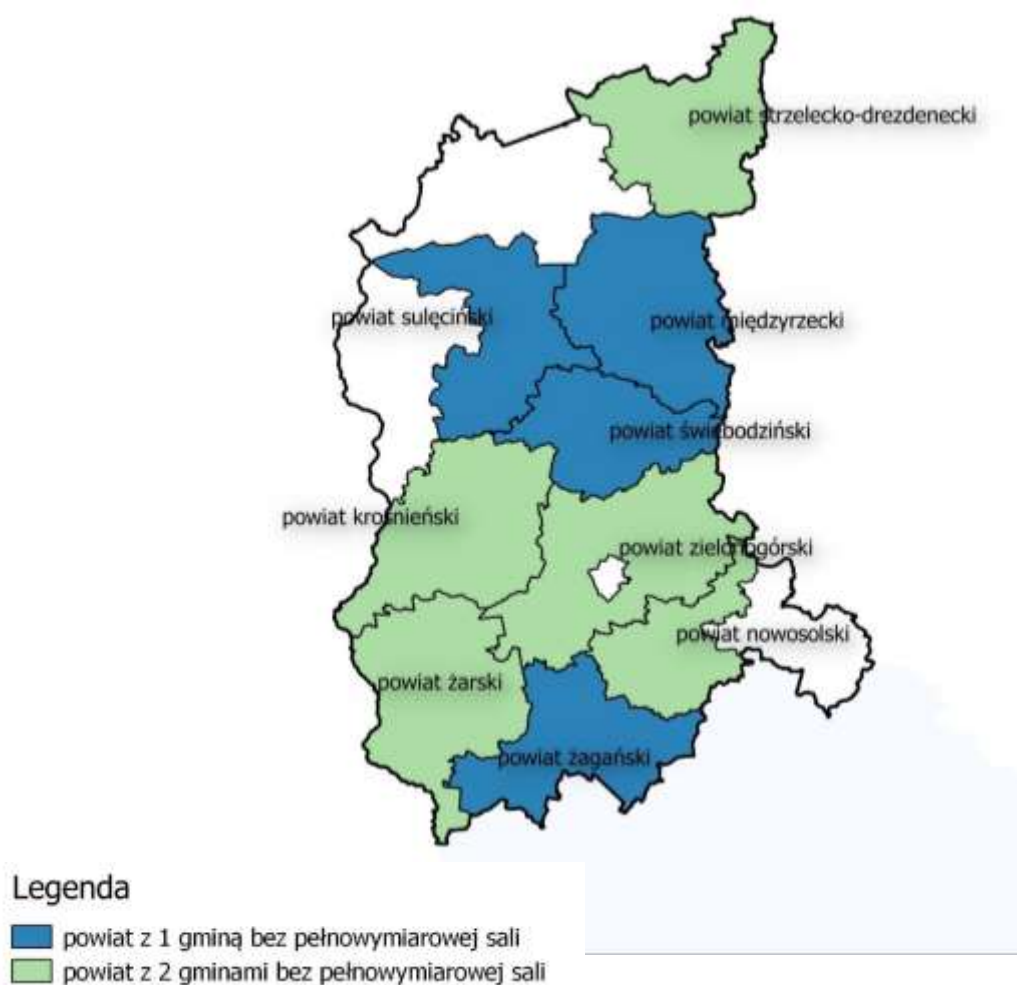 powiat strzelecko-drezdenecki
powiat sulęciński
powiat międzyrzecki
powiat świebodziński
powiat krośnieński
powiat zielonogórski
powiat nowosolski
powiat żarski
powiat żagański
Legenda
powiat z 1 gminą bez pełnowymiarowej sali
powiat z 2 gminami bez pełnowymiarowej sali